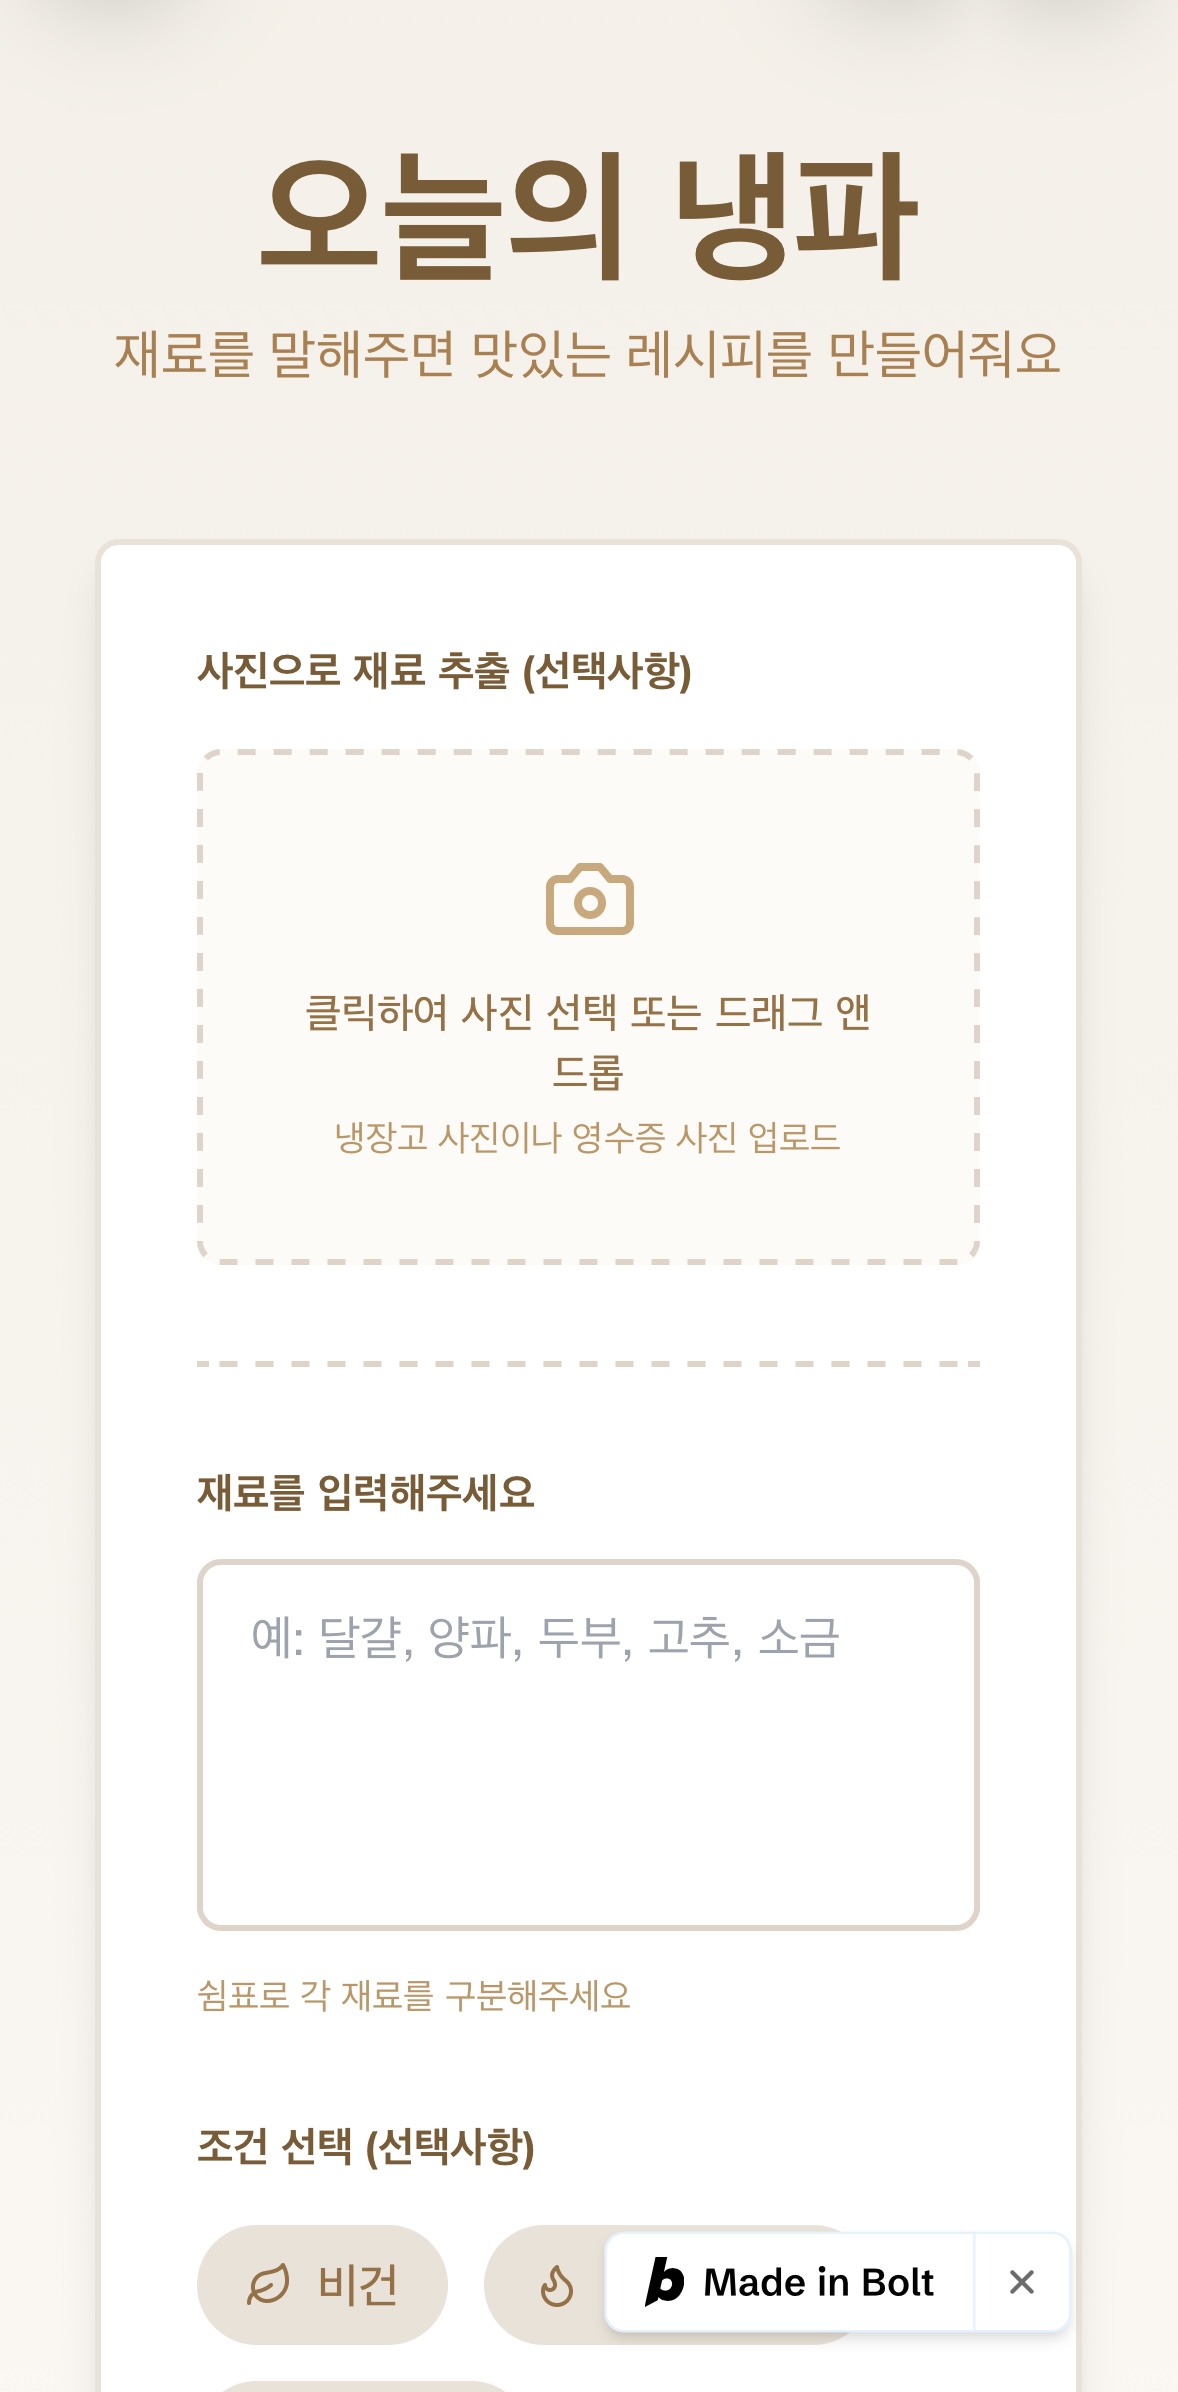 오늘의 냉파
재료를 말해주면 맛있는 레시피를 만들어줘요
사진으로 재료 추출 (선택사항)
클릭하여 사진 선택 또는 드래그 앤
드롭
냉장고 사진이나 영수증 사진 업로드
재료를 입력해주세요
예: 달걀, 양파, 두부, 고추, 소금
쉼표로 각 재료를 구분해주세요
조건 선택 (선택사항)
비건
Made in Bolt